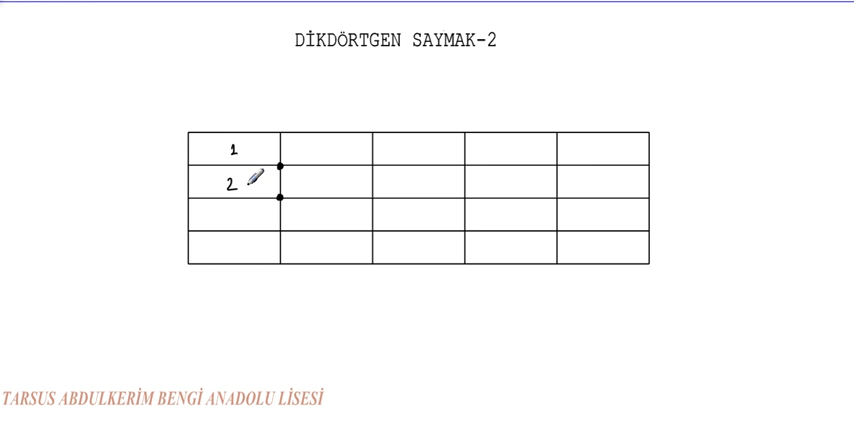 DİKDÖRTGEN SAYMAK-2
1
2
TARSUS ABDULKERİM BENGİ ANADOLU LİSESİ